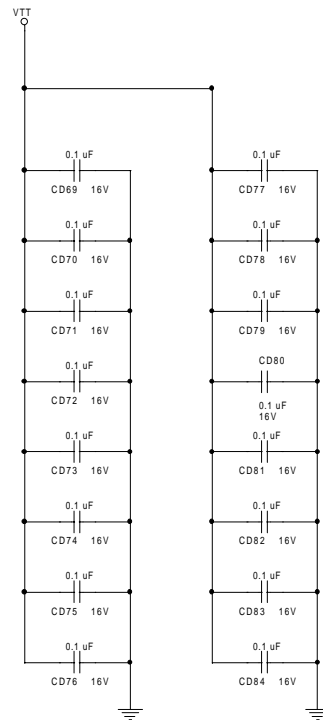 VTT
0.1 uF
CD69 16V
0.1 uF
CD70 16V
0.1 uF
CD71 16V
0.1 uF
CD72 16V
0.1 uF
CD73 16V
0.1 uF
CD74 16V
0.1 uF
CD75 16V
0.1 uF
CD76 16V
0.1 uF
CD77 16V
0.1 uF
CD78 16V
0.1 uF
CD79 16V
CD80
0.1 uF
16V
0.1 uF
CD81 16V
0.1 uF
CD82 16V
0.1 uF
CD83 16V
0.1 uF
CD84 16V